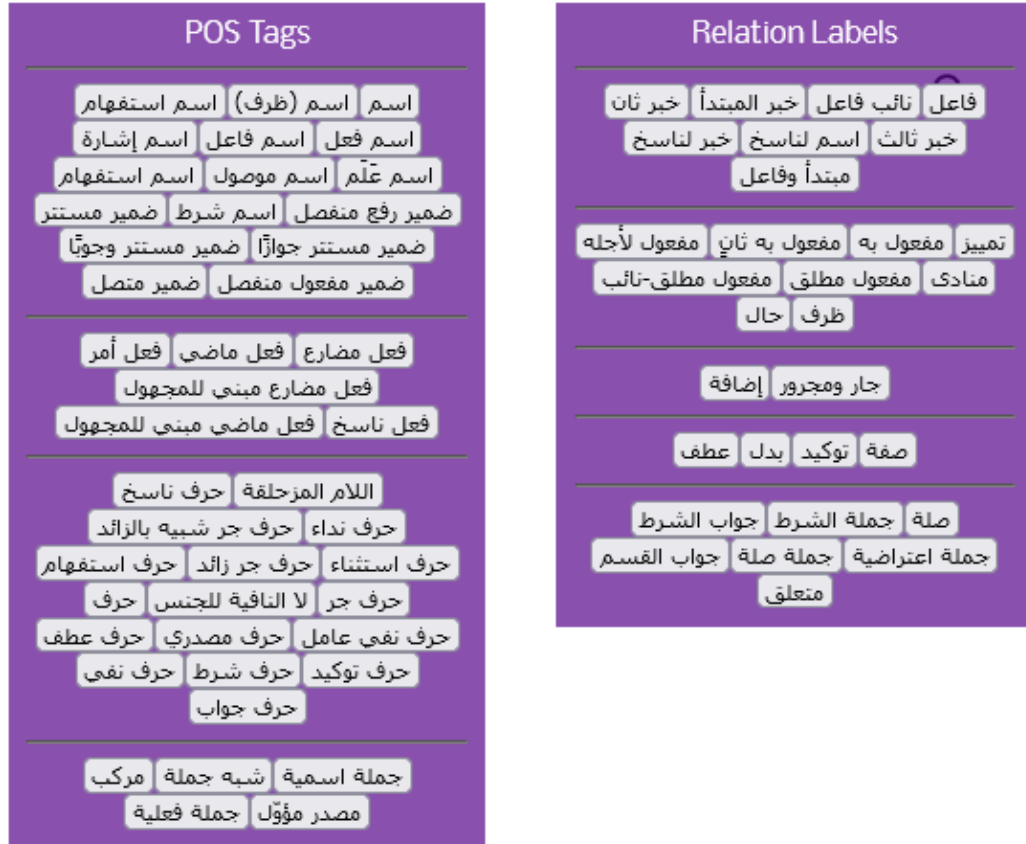 POS Tags
اسم اسم (ظرف) اسم استفهام
اسم فعل اسم فاعل اسم إشارة
اسم عَلَم اسم موصول اسم استفهام
ضمير رفع منفصل اسم شرط ضمير مستتر
ضمير مستتر جوازًا ضمير مستتر وجوبًا
ضمير مفعول منفصل ضمير متصل
فعل مضارع فعل ماضي فعل أمر
فعل مضارع مبني للمجهول
فعل ناسخ فعل ماضي مبني للمجهول
اللام المزحلقة حرف ناسخ
حرف نداء حرف جر شبيه بالزائد
حرف استثناء حرف جر زائد حرف استفهام
حرف جر لا النافية للجنس حرف
حرف نفي عامل حرف مصدري حرف عطف
حرف توكيد حرف شرط حرف نفي
حرف جواب
جملة اسمية شبه جملة مركب
مصدر مؤوّل جملة فعلية
Relation Labels
فاعل نائب فاعل خبر المبتدأ خبر ثان
خبر ثالث اسم لناسخ خبر لناسخ
مبتدأ وفاعل
تمييز مفعول به مفعول به ثانٍ مفعول لأجله
منادى مفعول مطلق مفعول مطلق-نائب
ظرف حال
جار ومجرور إضافة
صفة توكيد بدل عطف
صلة جملة الشرط جواب الشرط
جملة اعتراضية جملة صلة جواب القسم
متعلق